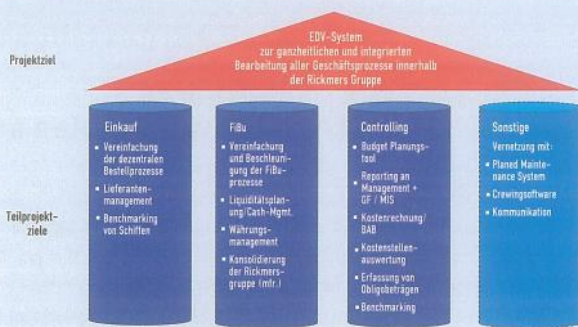 Projektziel
EDV-System
zur ganzheitlichen und integrierten
Bearbeitung aller Geschäftsprozesse innerhalb
der Rickmers Gruppe
Teilprojekt-
ziele
Einkauf
▪ Vereinfachung
der dezentralen
Bestellprozesse
▪ Lieferanten-
management
▪ Benchmarking
von Schiffen
FiBu
▪ Vereinfachung
und Beschleuni-
gung der FiBu-
prozesse
▪ Liquiditätsplan-
ung/Cash-Mgmt.
▪ Währungs-
management
▪ Konsolidierung
der Rickmers-
gruppe (mfr.)
Controlling
▪ Budget Planungs-
tool
▪ Reporting an
Management +
GF / MIS
▪ Kostenrechnung/
BAB
▪ Kostenstellen-
auswertung
▪ Erfassung von
Obligobeträgen
▪ Benchmarking
Sonstige
Vernetzung mit:
▪ Planed Mainte-
nance System
▪ Crewingsoftware
▪ Kommunikation